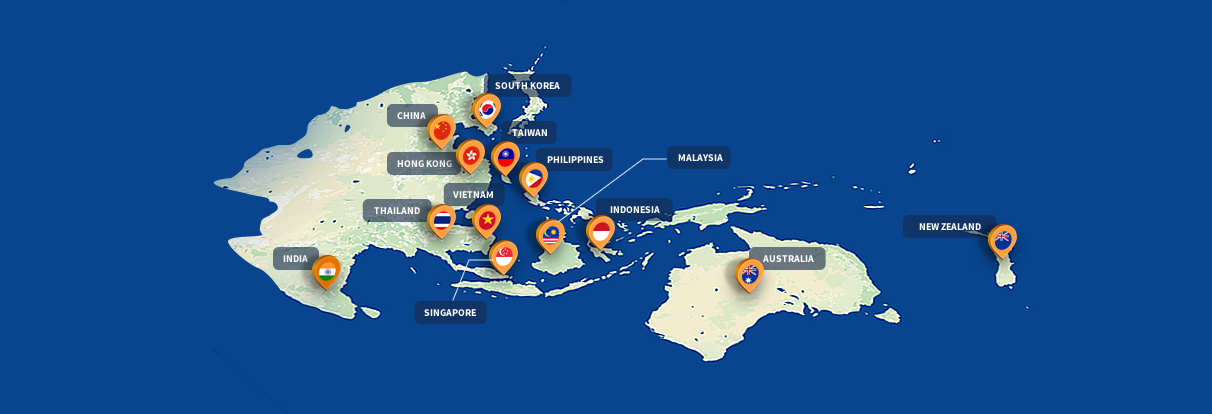 SOUTH KOREA
CHINA
TAIWAN
HONG KONG
PHILIPPINES
MALAYSIA
VIETNAM
THAILAND
INDONESIA
NEW ZEALAND
INDIA
AUSTRALIA
SINGAPORE